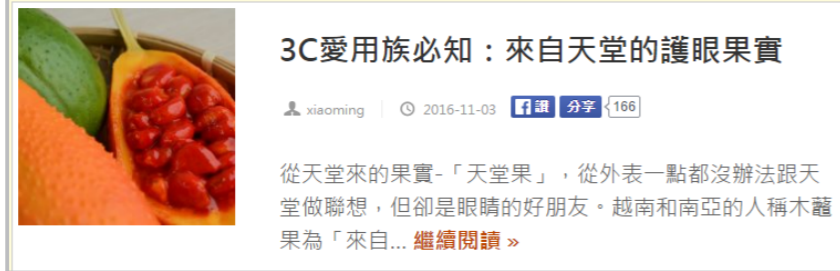 3C愛用族必知：來自天堂的護眼果實
xiaoming 2016-11-03 讚 分享 166
從天堂來的果實-「天堂果」，從外表一點都沒辦法跟天
堂做聯想，但卻是眼睛的好朋友。越南和南亞的人稱木虌
果為「來自... 繼續閱讀 »